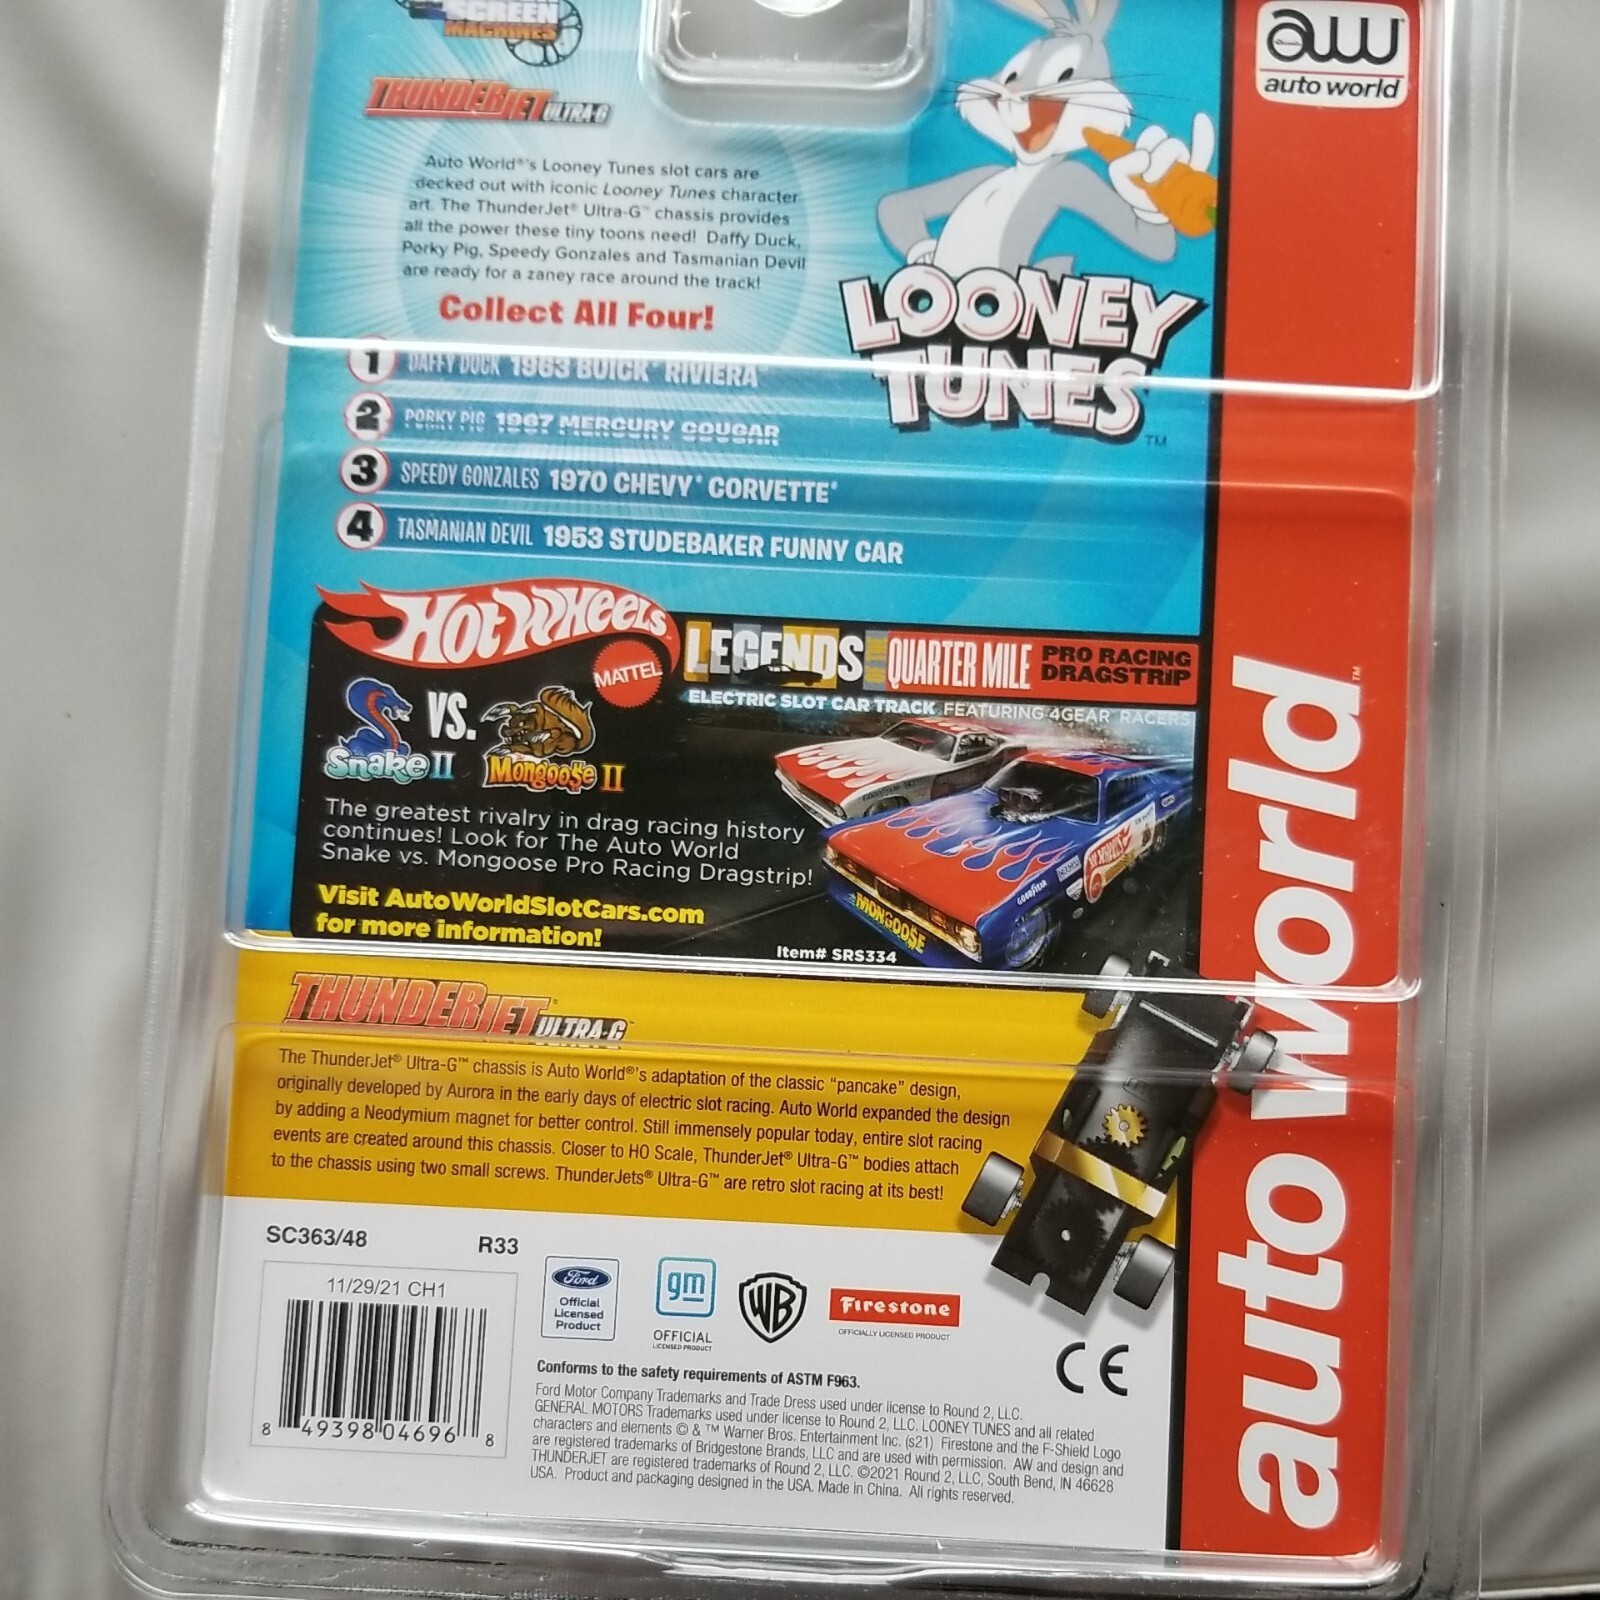 SCREEN
MACHINES
THUNDERJET ULTRA-G
aw
auto world
Auto World®'s Looney Tunes slot cars are
decked out with iconic Looney Tunes character
art. The ThunderJet® Ultra-G™ chassis provides
all the power these tiny toons need! Daffy Duck,
Porky Pig, Speedy Gonzales and Tasmanian Devil
are ready for a zaney race around the track!
Collect All Four!
LOONEY
TUNES™
1 DAFFY DUCK 1963 BUICK® RIVIERA
2 PORKY PIG 1967 MERCURY COUGAR
3 SPEEDY GONZALES 1970 CHEVY® CORVETTE®
4 TASMANIAN DEVIL 1953 STUDEBAKER FUNNY CAR
HOT WHEELS
MATTEL
LEGENDS QUARTER MILE PRO RACING
DRAGSTRIP
ELECTRIC SLOT CAR TRACK FEATURING 4GEAR RACERS
Snake II VS. Mongoo$e II
The greatest rivalry in drag racing history
continues! Look for The Auto World
Snake vs. Mongoose Pro Racing Dragstrip!
Visit AutoWorldSlotCars.com
for more information!
MONGOO$E
GOODYEAR
Item# SRS334
auto world™
THUNDERJET ULTRA-G™
The ThunderJet® Ultra-G™ chassis is Auto World®'s adaptation of the classic "pancake" design,
originally developed by Aurora in the early days of electric slot racing. Auto World expanded the design
by adding a Neodymium magnet for better control. Still immensely popular today, entire slot racing
events are created around this chassis. Closer to HO Scale, ThunderJet® Ultra-G™ bodies attach
to the chassis using two small screws. ThunderJets® Ultra-G™ are retro slot racing at its best!
SC363/48 R33
11/29/21 CH1
8 49398 04696 8
Ford
Official
Licensed
Product
gm
OFFICIAL
LICENSED PRODUCT
WB
Firestone
OFFICIALLY LICENSED PRODUCT
CE
Conforms to the safety requirements of ASTM F963.
Ford Motor Company Trademarks and Trade Dress used under license to Round 2, LLC.
GENERAL MOTORS Trademarks used under license to Round 2, LLC. LOONEY TUNES and all related
characters and elements © & ™ Warner Bros. Entertainment Inc. (s21) Firestone and the F-Shield Logo
are registered trademarks of Bridgestone Brands, LLC and are used with permission. AW and design and
THUNDERJET are registered trademarks of Round 2, LLC. ©2021 Round 2, LLC, South Bend, IN 46628
USA. Product and packaging designed in the USA. Made in China. All rights reserved.